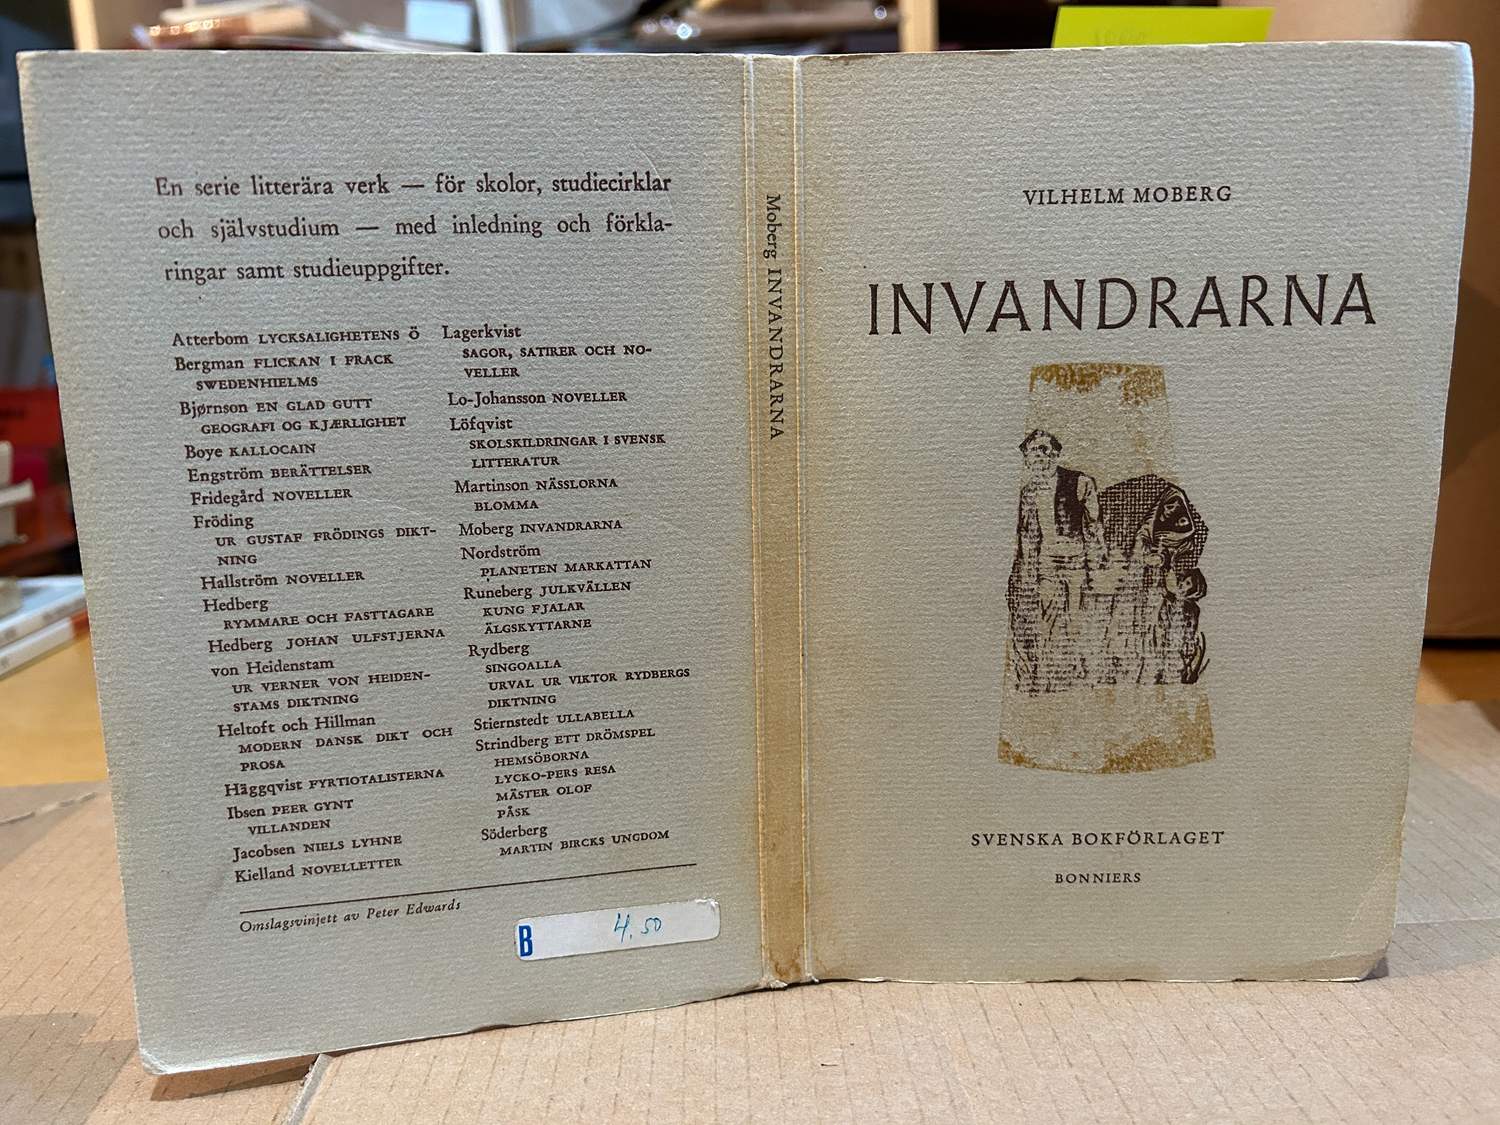 En serie litterära verk — för skolor, studiecirklar
och självstudium — med inledning och förkla-
ringar samt studieuppgifter.
Atterbom LYCKSALIGHETENS Ö
Bergman FLICKAN I FRACK
SWEDENHIELMS
Bjørnson EN GLAD GUTT
GEOGRAFI OG KJÆRLIGHET
Boye KALLOCAIN
Engström BERÄTTELSER
Fridegård NOVELLER
Fröding
UR GUSTAF FRÖDINGS DIKT-
NING
Hallström NOVELLER
Hedberg
RYMMARE OCH FASTTAGARE
Hedberg JOHAN ULFSTJERNA
von Heidenstam
UR VERNER VON HEIDEN-
STAMS DIKTNING
Heltoft och Hillman
MODERN DANSK DIKT OCH
PROSA
Häggqvist FYRTIOTALISTERNA
Ibsen PEER GYNT
VILLANDEN
Jacobsen NIELS LYHNE
Kielland NOVELLETTER
Lagerkvist
SAGOR, SATIRER OCH NO-
VELLER
Lo-Johansson NOVELLER
Löfqvist
SKOLSKILDRINGAR I SVENSK
LITTERATUR
Martinson NÄSSLORNA
BLOMMA
Moberg INVANDRARNA
Nordström
PLANETEN MARKATTAN
Runeberg JULKVÄLLEN
KUNG FJALAR
ÄLGSKYTTARNE
Rydberg
SINGOALLA
URVAL UR VIKTOR RYDBERGS
DIKTNING
Stiernstedt ULLABELLA
Strindberg ETT DRÖMSPEL
HEMSÖBORNA
LYCKO-PERS RESA
MÄSTER OLOF
PÅSK
Söderberg
MARTIN BIRCKS UNGDOM
Omslagsvinjett av Peter Edwards
B 4.50
Moberg INVANDRARNA
VILHELM MOBERG
INVANDRARNA
SVENSKA BOKFÖRLAGET
BONNIERS